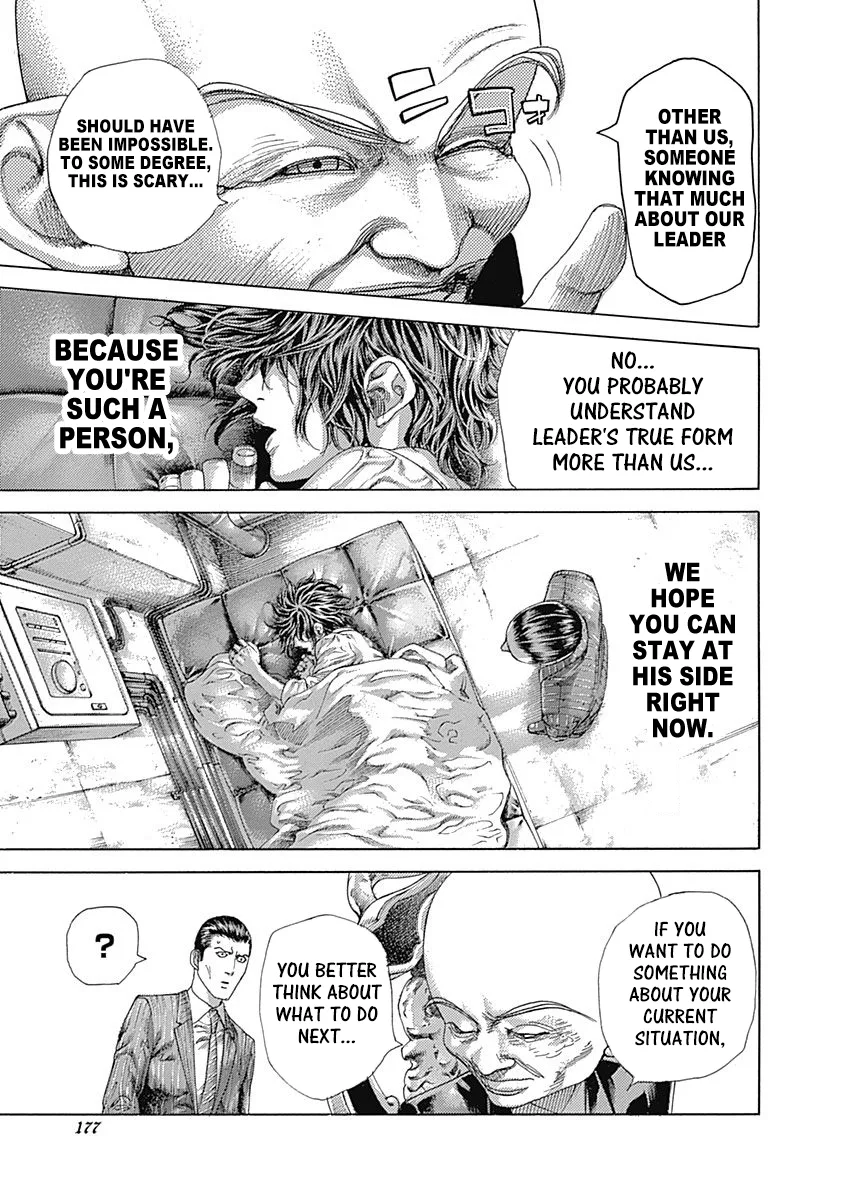 OTHER
THAN US,
SOMEONE
KNOWING
THAT MUCH
ABOUT OUR
LEADER
ニコォ
SHOULD HAVE
BEEN IMPOSSIBLE.
TO SOME DEGREE,
THIS IS SCARY...
NO...
YOU PROBABLY
UNDERSTAND
LEADER'S TRUE FORM
MORE THAN US...
BECAUSE
YOU'RE
SUCH A
PERSON,
WE
HOPE
YOU CAN
STAY AT
HIS SIDE
RIGHT
NOW.
IF YOU
WANT TO DO
SOMETHING
ABOUT YOUR
CURRENT
SITUATION,
YOU BETTER
THINK ABOUT
WHAT TO DO
NEXT...
?
177